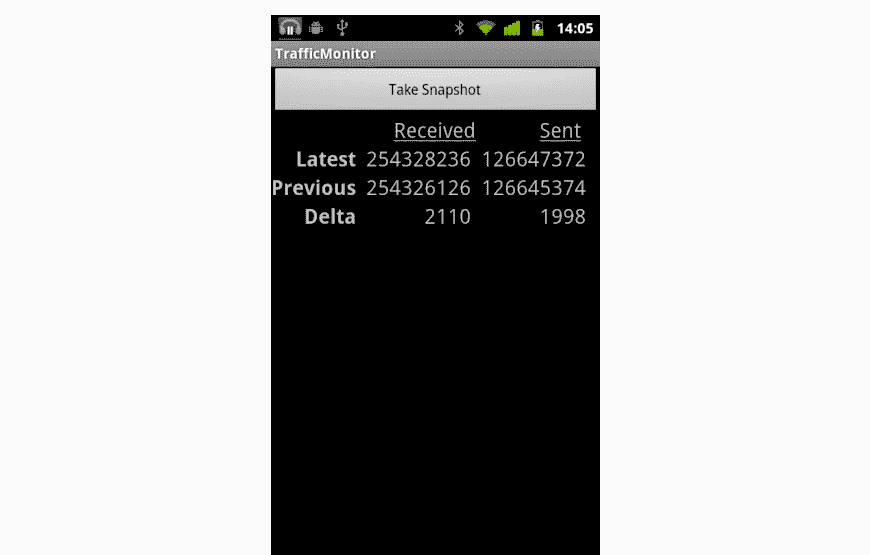 14:05
TrafficMonitor
Take Snapshot
Received Sent
Latest 254328236 126647372
Previous 254326126 126645374
Delta 2110 1998